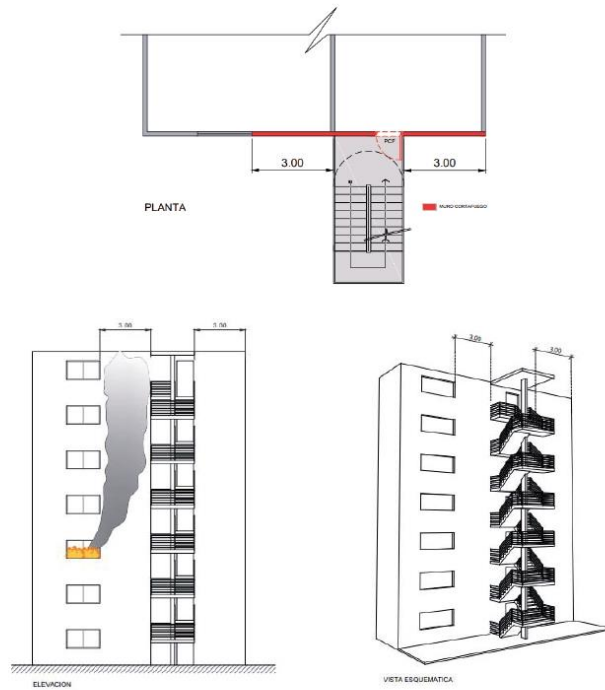 PCF
3.00
3.00
PLANTA
MURO CORTAFUEGO
3.00
3.00
3.00
3.00
ELEVACION
VISTA ESQUEMATICA